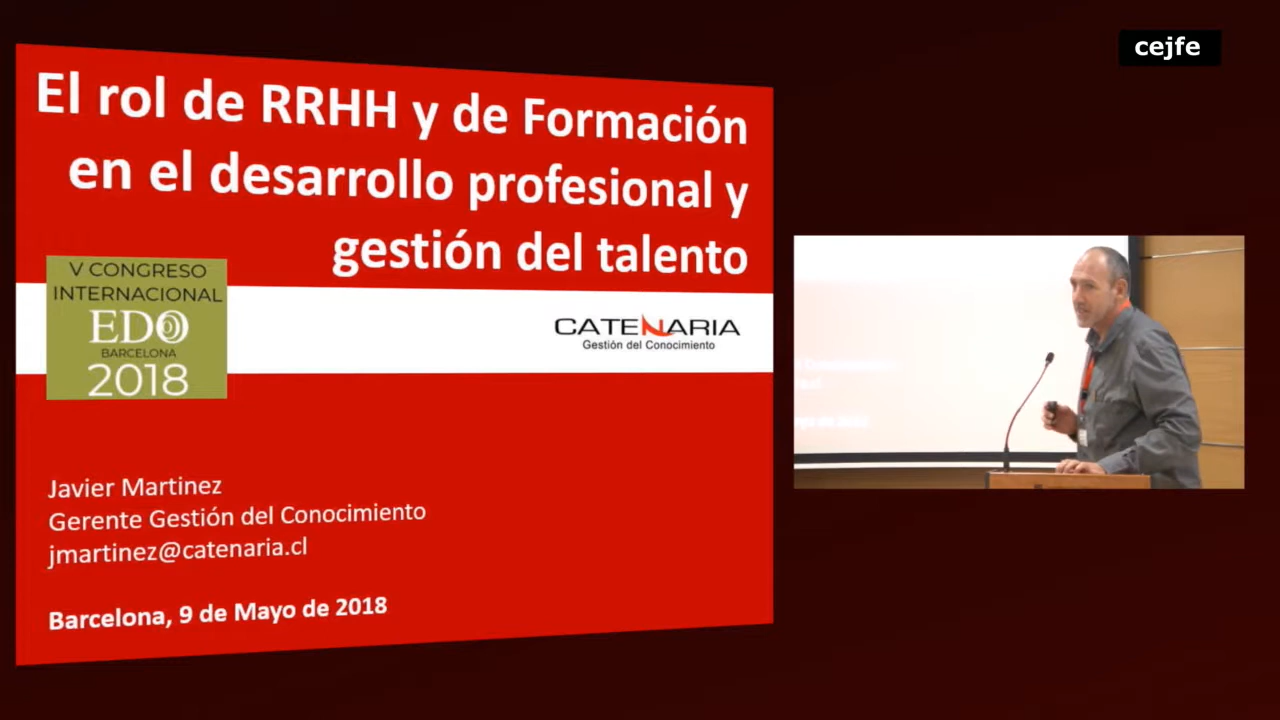 cejfe
El rol de RRHH y de Formación
en el desarrollo profesional y
gestión del talento
V CONGRESO
INTERNACIONAL
EDO
BARCELONA
2018
CATENARIA
Gestión del Conocimiento
Javier Martinez
Gerente Gestión del Conocimiento
jmartinez@catenaria.cl
Barcelona, 9 de Mayo de 2018